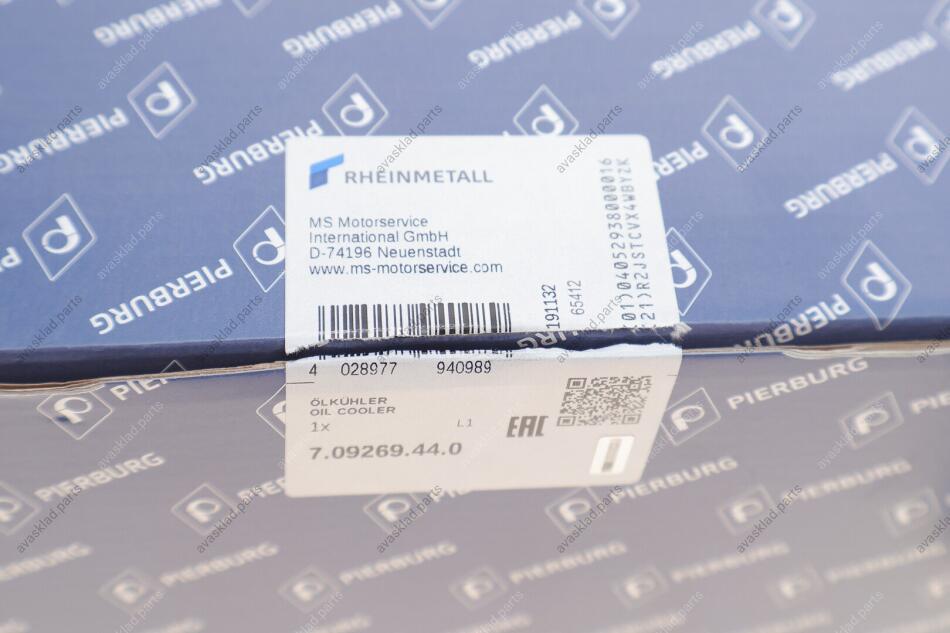 RHEINMETALL
MS Motorservice
International GmbH
D-74196 Neuenstadt
www.ms-motorservice.com
191132
65412
(01)04052938000016
(21)R2JSTCVX4WBYZK
4 028977 940989
ÖLKÜHLER
OIL COOLER
1x L1
EAC
7.09269.44.0
PIERBURG
avasklad.parts